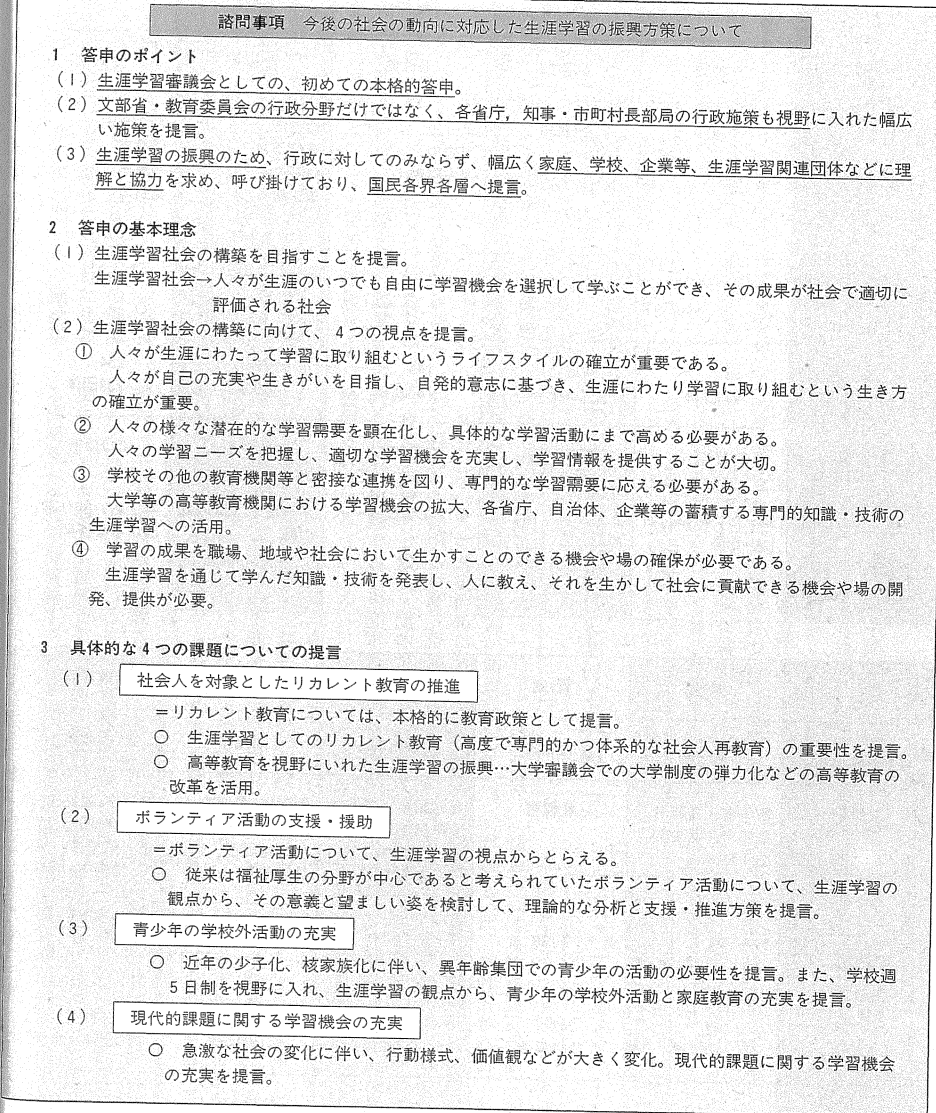 諮問事項　今後の社会の動向に対応した生涯学習の振興方策について
1　答申のポイント
(1) 生涯学習審議会としての、初めての本格的答申。
(2) 文部省・教育委員会の行政分野だけではなく、各省庁，知事・市町村長部局の行政施策も視野に入れた幅広
い施策を提言。
(3) 生涯学習の振興のため、行政に対してのみならず、幅広く家庭、学校、企業等、生涯学習関連団体などに理
解と協力を求め、呼び掛けており、国民各界各層へ提言。
2　答申の基本理念
(1) 生涯学習社会の構築を目指すことを提言。
生涯学習社会→人々が生涯のいつでも自由に学習機会を選択して学ぶことができ、その成果が社会で適切に
評価される社会
(2) 生涯学習社会の構築に向けて、4つの視点を提言。
①　人々が生涯にわたって学習に取り組むというライフスタイルの確立が重要である。
人々が自己の充実や生きがいを目指し、自発的意志に基づき、生涯にわたり学習に取り組むという生き方
の確立が重要。
②　人々の様々な潜在的な学習需要を顕在化し、具体的な学習活動にまで高める必要がある。
人々の学習ニーズを把握し、適切な学習機会を充実し、学習情報を提供することが大切。
③　学校その他の教育機関等と密接な連携を図り、専門的な学習需要に応える必要がある。
大学等の高等教育機関における学習機会の拡大、各省庁、自治体、企業等の蓄積する専門的知識・技術の
生涯学習への活用。
④　学習の成果を職場、地域や社会において生かすことのできる機会や場の確保が必要である。
生涯学習を通じて学んだ知識・技術を発表し、人に教え、それを生かして社会に貢献できる機会や場の開
発、提供が必要。
3　具体的な4つの課題についての提言
(1)　社会人を対象としたリカレント教育の推進
＝リカレント教育については、本格的に教育政策として提言。
○　生涯学習としてのリカレント教育（高度で専門的かつ体系的な社会人再教育）の重要性を提言。
○　高等教育を視野にいれた生涯学習の振興…大学審議会での大学制度の弾力化などの高等教育の
改革を活用。
(2)　ボランティア活動の支援・援助
＝ボランティア活動について、生涯学習の視点からとらえる。
○　従来は福祉厚生の分野が中心であると考えられていたボランティア活動について、生涯学習の
観点から、その意義と望ましい姿を検討して、理論的な分析と支援・推進方策を提言。
(3)　青少年の学校外活動の充実
○　近年の少子化、核家族化に伴い、異年齢集団での青少年の活動の必要性を提言。また、学校週
5日制を視野に入れ、生涯学習の観点から、青少年の学校外活動と家庭教育の充実を提言。
(4)　現代的課題に関する学習機会の充実
○　急激な社会の変化に伴い、行動様式、価値観などが大きく変化。現代的課題に関する学習機会
の充実を提言。